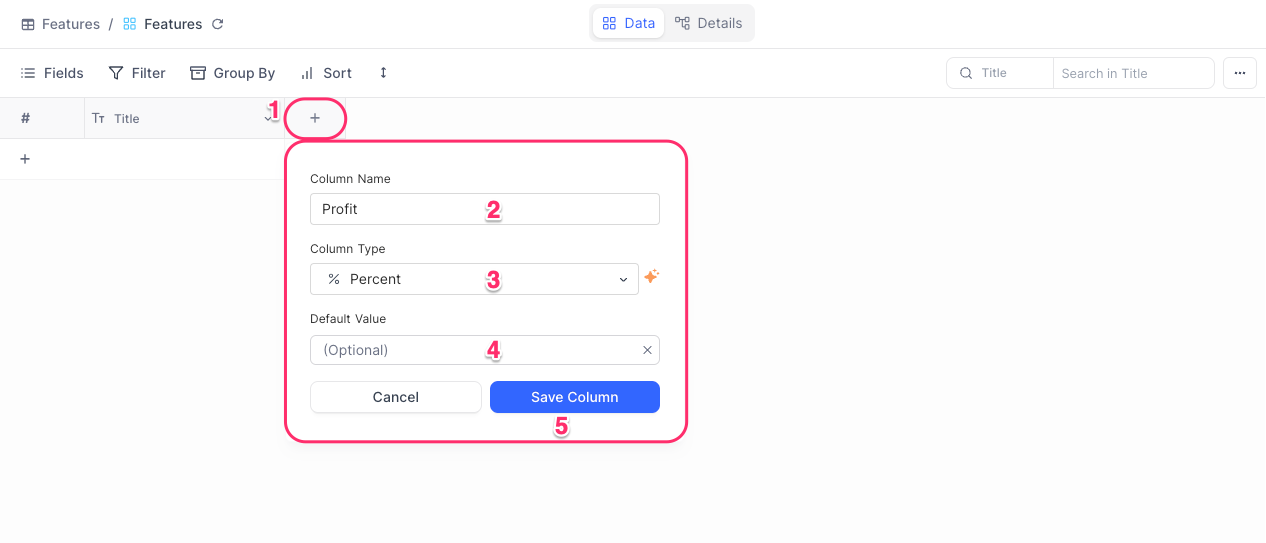 Features / Features
Data
Details
Fields
Filter
Group By
Sort
Title
Search in Title
#
Title
1
+
+
Column Name
Profit
2
Column Type
% Percent
3
Default Value
(Optional)
4
Cancel
Save Column
5